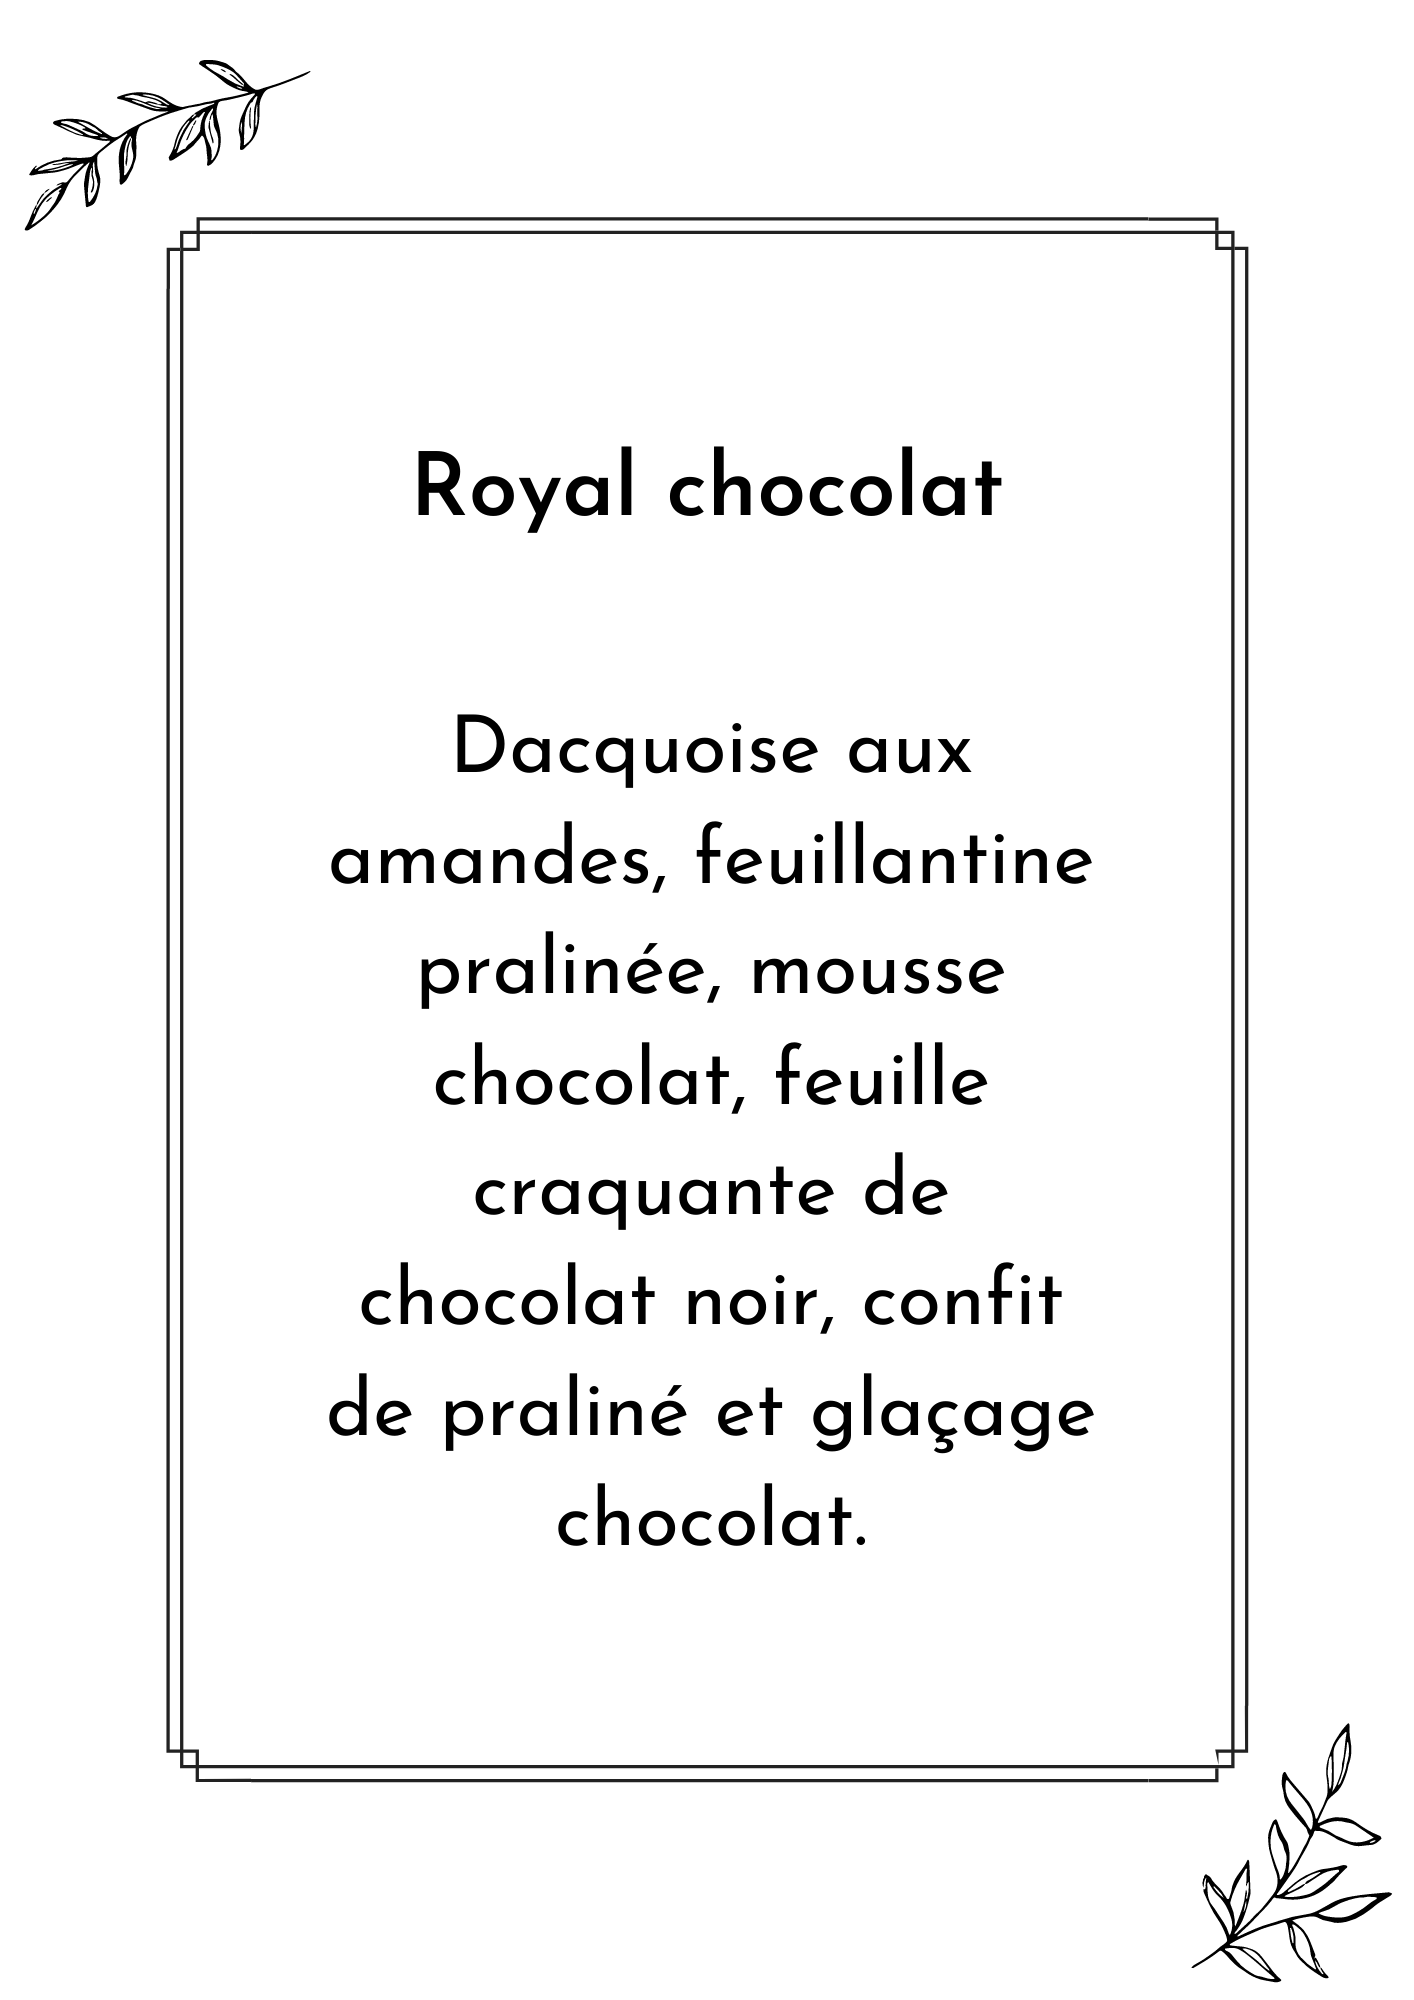 Royal chocolat
Dacquoise aux
amandes, feuillantine
pralinée, mousse
chocolat, feuille
craquante de
chocolat noir, confit
de praliné et glaçage
chocolat.